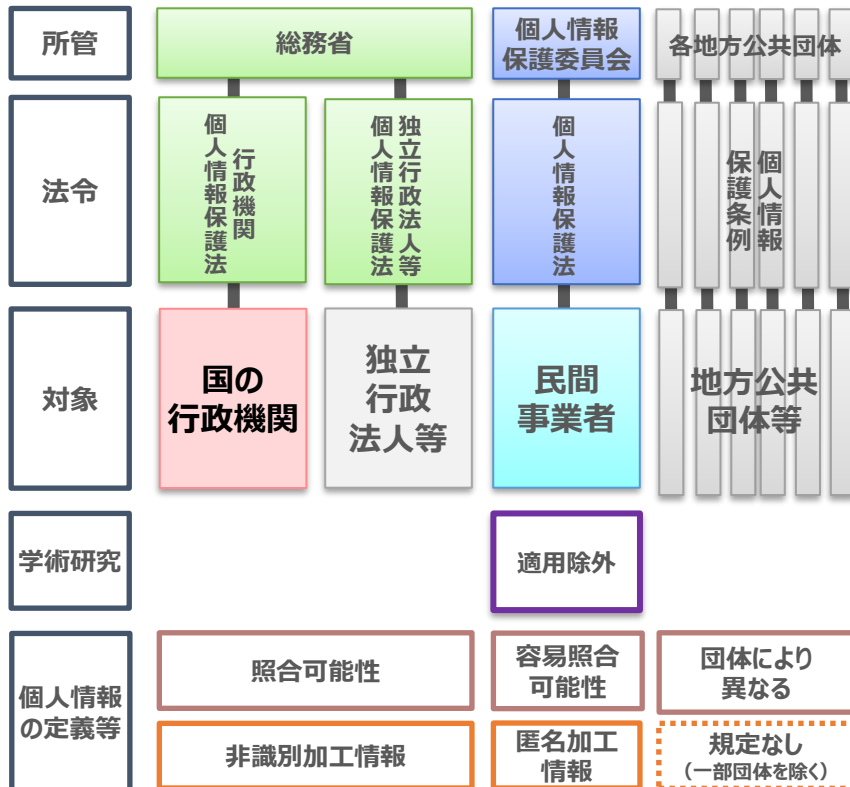 所管
総務省
個人情報
保護委員会
各地方公共団体
法令
行政機関
個人情報保護法
独立行政法人等
個人情報保護法
個人情報保護法
個人情報
保護条例
対象
国の
行政機関
独立
行政
法人等
民間
事業者
地方公共
団体等
学術研究
適用除外
個人情報
の定義等
照合可能性
容易照合
可能性
団体により
異なる
非識別加工情報
匿名加工
情報
規定なし
（一部団体を除く）